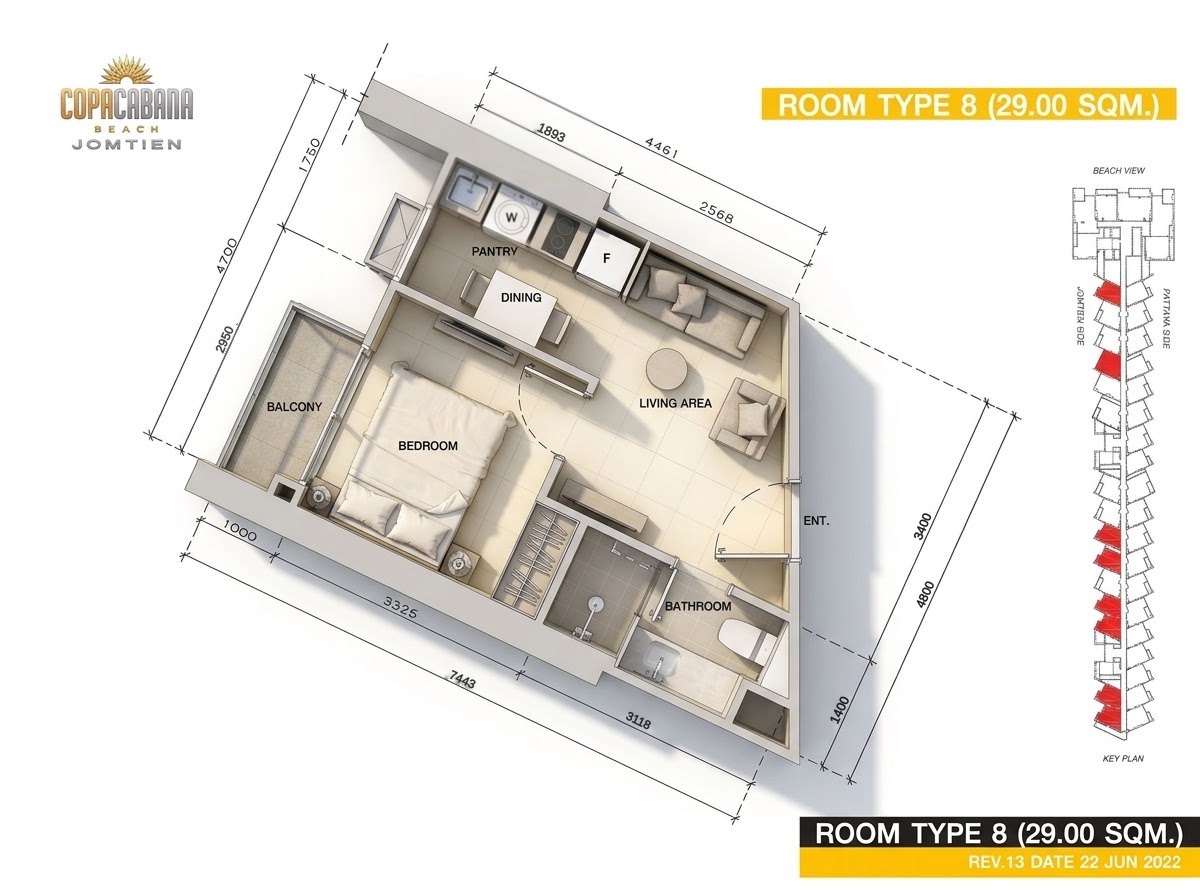 COPACABANA
BEACH
JOMTIEN
ROOM TYPE 8 (29.00 SQM.)
1893
4461
2568
1750
4700
2950
W
F
PANTRY
DINING
LIVING AREA
BALCONY
BEDROOM
ENT.
BATHROOM
1000
3325
7443
3118
3400
4800
1400
BEACH VIEW
JOMTIEN SIDE
PATTAYA SIDE
KEY PLAN
ROOM TYPE 8 (29.00 SQM.)
REV.13 DATE 22 JUN 2022